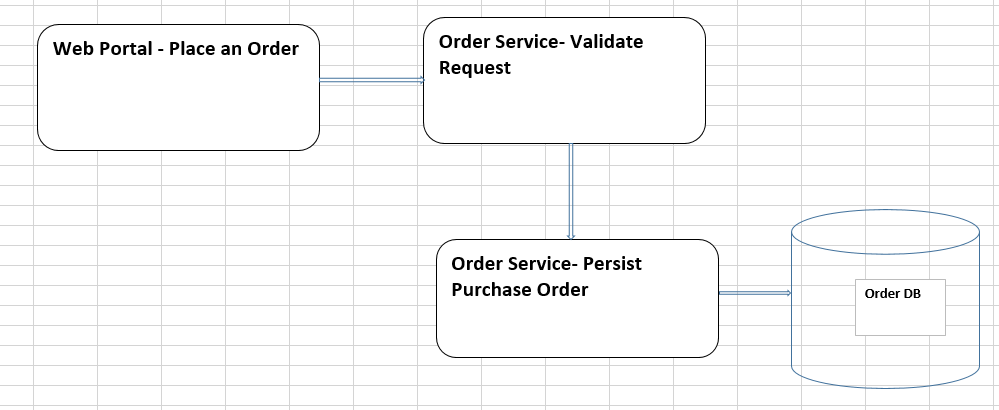 Web Portal - Place an Order
Order Service- Validate
Request
Order Service- Persist
Purchase Order
Order DB